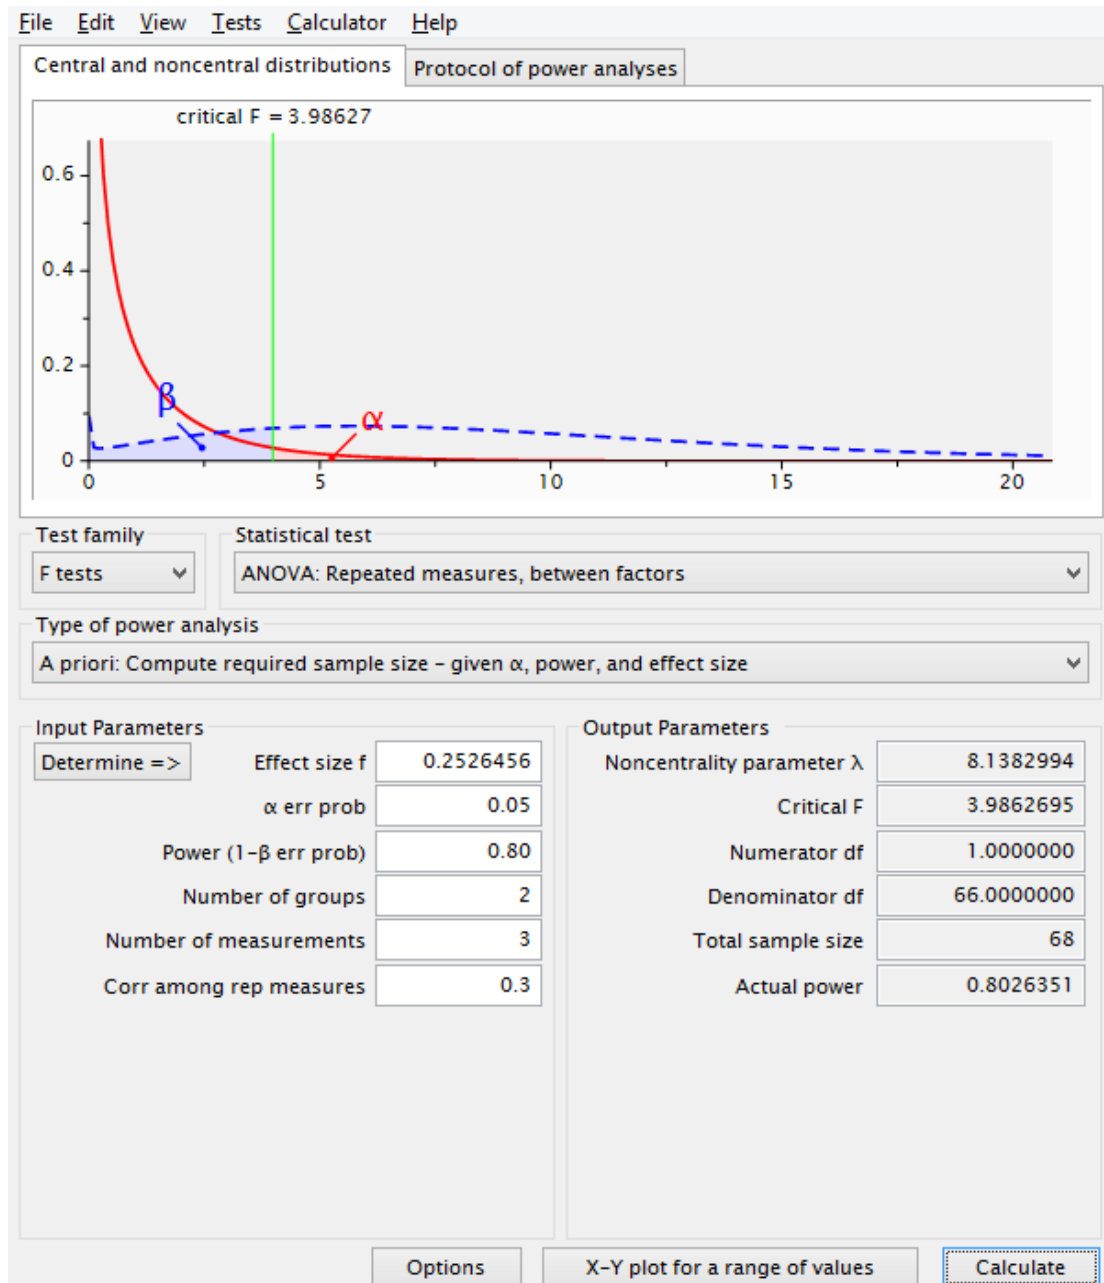 File Edit View Tests Calculator Help
Central and noncentral distributions Protocol of power analyses
critical F = 3.98627
0.6
0.4
0.2
β
α
0
0 5 10 15 20
Test family Statistical test
F tests ANOVA: Repeated measures, between factors
Type of power analysis
A priori: Compute required sample size – given α, power, and effect size
Input Parameters Output Parameters
Determine => Effect size f 0.2526456 Noncentrality parameter λ 8.1382994
α err prob 0.05 Critical F 3.9862695
Power (1–β err prob) 0.80 Numerator df 1.0000000
Number of groups 2 Denominator df 66.0000000
Number of measurements 3 Total sample size 68
Corr among rep measures 0.3 Actual power 0.8026351
Options X–Y plot for a range of values Calculate